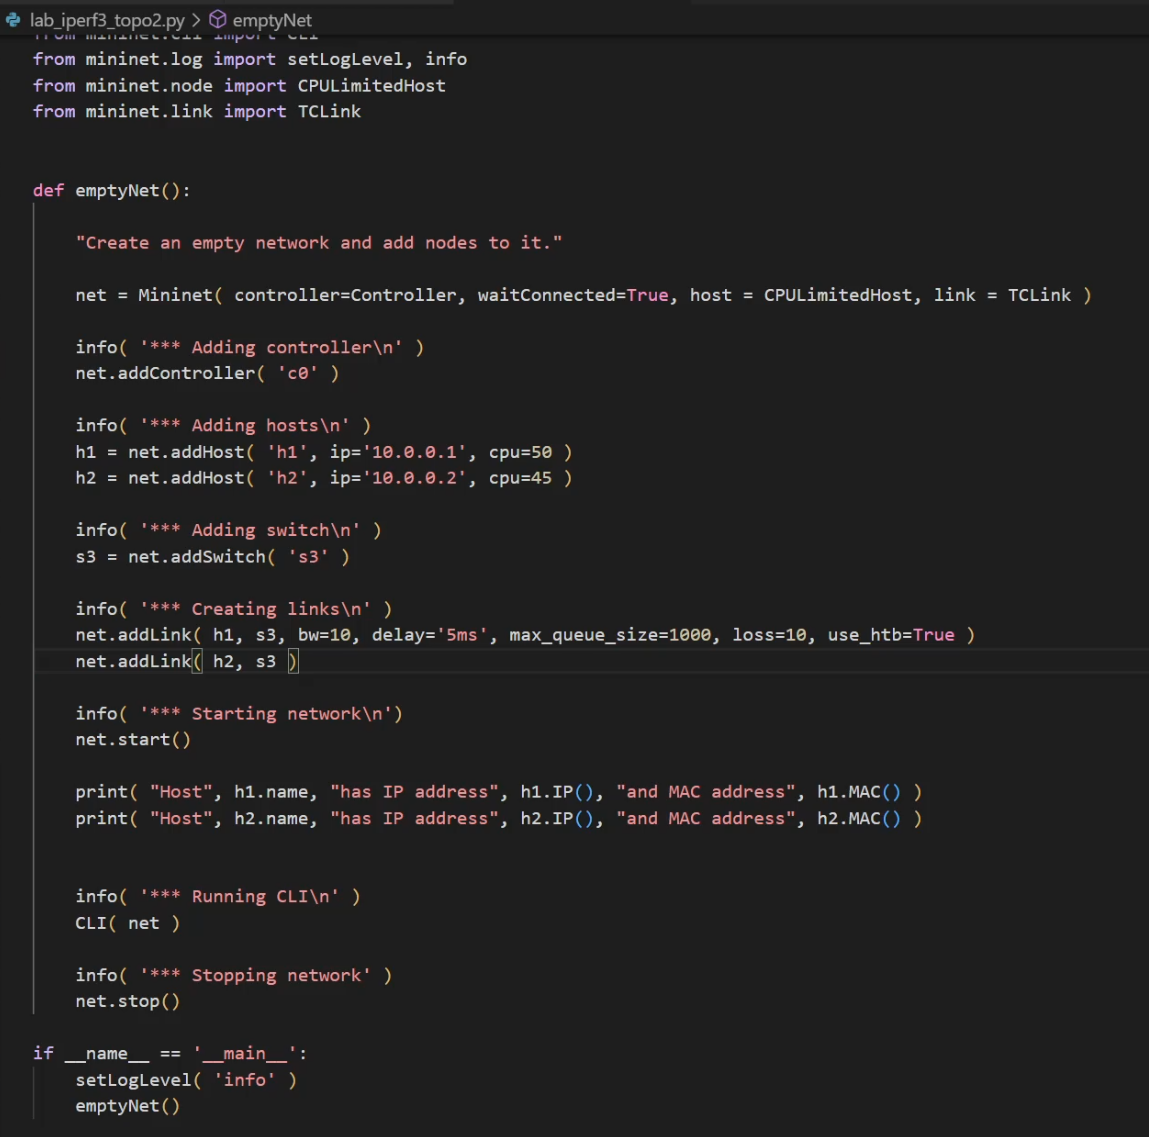 lab_iperf3_topo2.py > emptyNet
from mininet.cli import CLI
from mininet.log import setLogLevel, info
from mininet.node import CPULimitedHost
from mininet.link import TCLink
def emptyNet():
"Create an empty network and add nodes to it."
net = Mininet( controller=Controller, waitConnected=True, host = CPULimitedHost, link = TCLink )
info( '*** Adding controller\n' )
net.addController( 'c0' )
info( '*** Adding hosts\n' )
h1 = net.addHost( 'h1', ip='10.0.0.1', cpu=50 )
h2 = net.addHost( 'h2', ip='10.0.0.2', cpu=45 )
info( '*** Adding switch\n' )
s3 = net.addSwitch( 's3' )
info( '*** Creating links\n' )
net.addLink( h1, s3, bw=10, delay='5ms', max_queue_size=1000, loss=10, use_htb=True )
net.addLink( h2, s3 )
info( '*** Starting network\n')
net.start()
print( "Host", h1.name, "has IP address", h1.IP(), "and MAC address", h1.MAC() )
print( "Host", h2.name, "has IP address", h2.IP(), "and MAC address", h2.MAC() )
info( '*** Running CLI\n' )
CLI( net )
info( '*** Stopping network' )
net.stop()
if __name__ == '__main__':
setLogLevel( 'info' )
emptyNet()